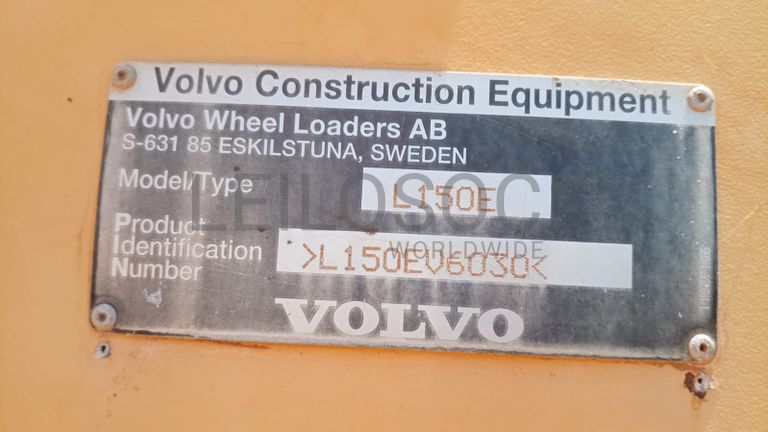 Volvo Construction Equipment
Volvo Wheel Loaders AB
S-631 85 ESKILSTUNA, SWEDEN
Model/Type L150E
LEILOSOC
WORLDWIDE
Product
Identification
Number
>L150EV6030<
VOLVO